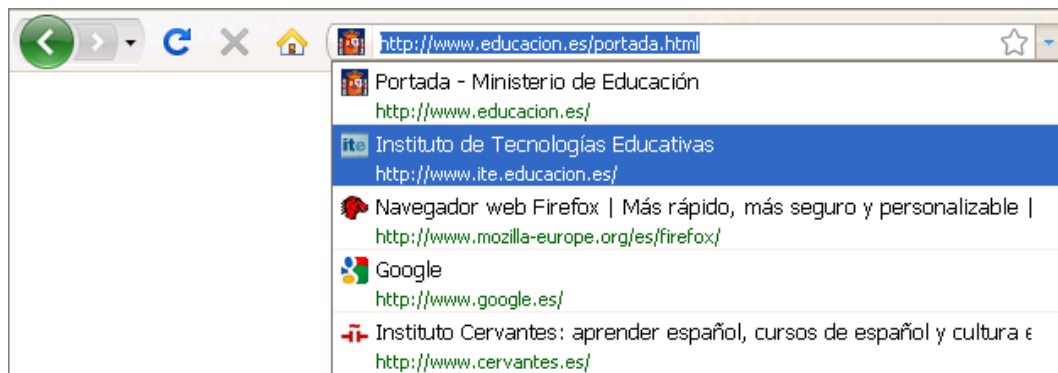 http://www.educacion.es/portada.html
Portada - Ministerio de Educación
http://www.educacion.es/
ite Instituto de Tecnologías Educativas
http://www.ite.educacion.es/
Navegador web Firefox | Más rápido, más seguro y personalizable |
http://www.mozilla-europe.org/es/firefox/
Google
http://www.google.es/
Instituto Cervantes: aprender español, cursos de español y cultura e
http://www.cervantes.es/